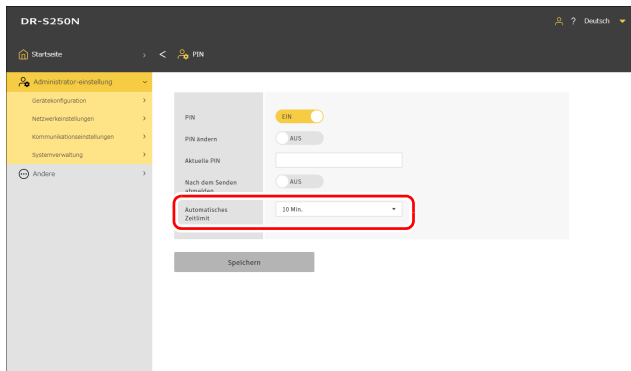 DR-S250N
? Deutsch
Startseite
PIN
Administrator-einstellung
Gerätekonfiguration
Netzwerkeinstellungen
Kommunikationseinstellungen
Systemverwaltung
Andere
PIN EIN
PIN ändern AUS
Aktuelle PIN
Nach dem Senden AUS
abmelden
Automatisches 10 Min.
Zeitlimit
Speichern